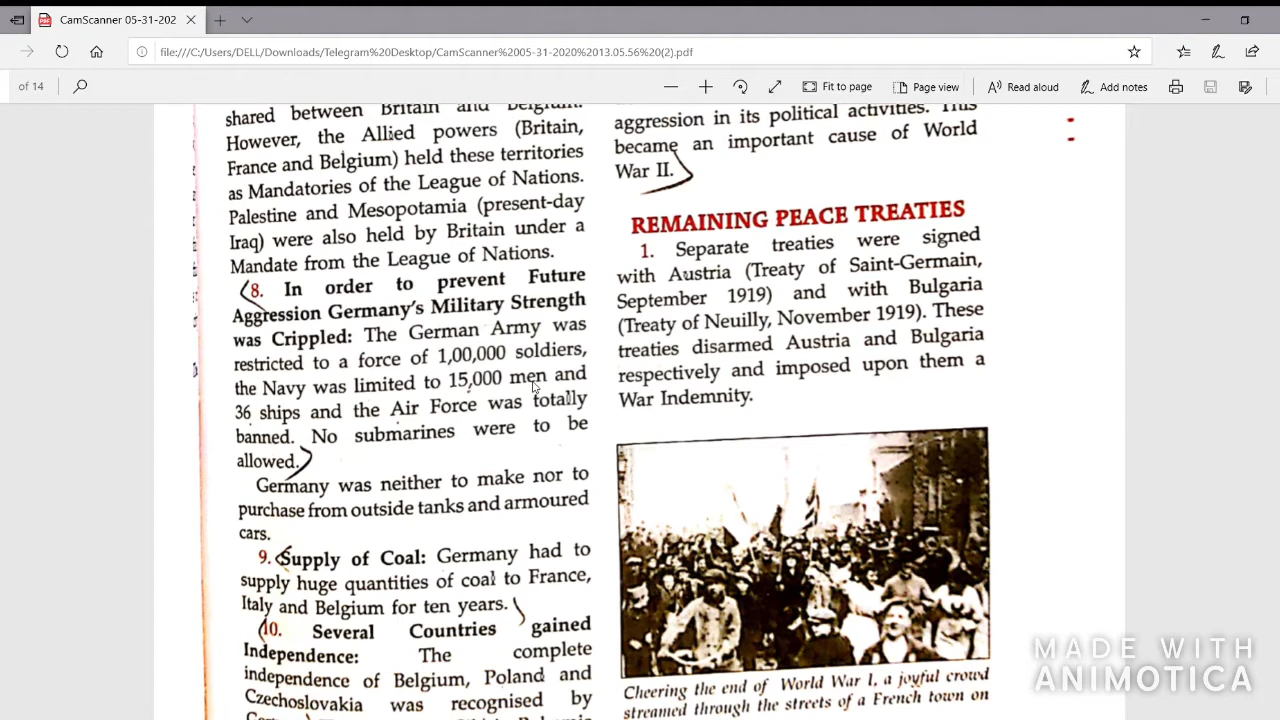 CamScanner 05-31-202
file:///C:/Users/DELL/Downloads/Telegram%20Desktop/CamScanner%2005-31-2020%2013.05.56%20(2).pdf
of 14
Fit to page
Page view
Read aloud
Add notes
shared between Britain and Belgium.
However, the Allied powers (Britain,
France and Belgium) held these territories
as Mandatories of the League of Nations.
Palestine and Mesopotamia (present-day
Iraq) were also held by Britain under a
Mandate from the League of Nations.
8. In order to prevent Future
Aggression Germany's Military Strength
was Crippled: The German Army was
restricted to a force of 1,00,000 soldiers,
the Navy was limited to 15,000 men and
36 ships and the Air Force was totally
banned. No submarines were to be
allowed.
Germany was neither to make nor to
purchase from outside tanks and armoured
cars.
9. Supply of Coal: Germany had to
supply huge quantities of coal to France,
Italy and Belgium for ten years.
10. Several Countries gained
Independence: The complete
independence of Belgium, Poland and
Czechoslovakia was recognised by
aggression in its political activities. This
became an important cause of World
War II.
REMAINING PEACE TREATIES
1. Separate treaties were signed
with Austria (Treaty of Saint-Germain,
September 1919) and with Bulgaria
(Treaty of Neuilly, November 1919). These
treaties disarmed Austria and Bulgaria
respectively and imposed upon them a
War Indemnity.
Cheering the end of World War I, a joyful crowd
streamed through the streets of a French town on
MADE WITH
ANIMOTICA